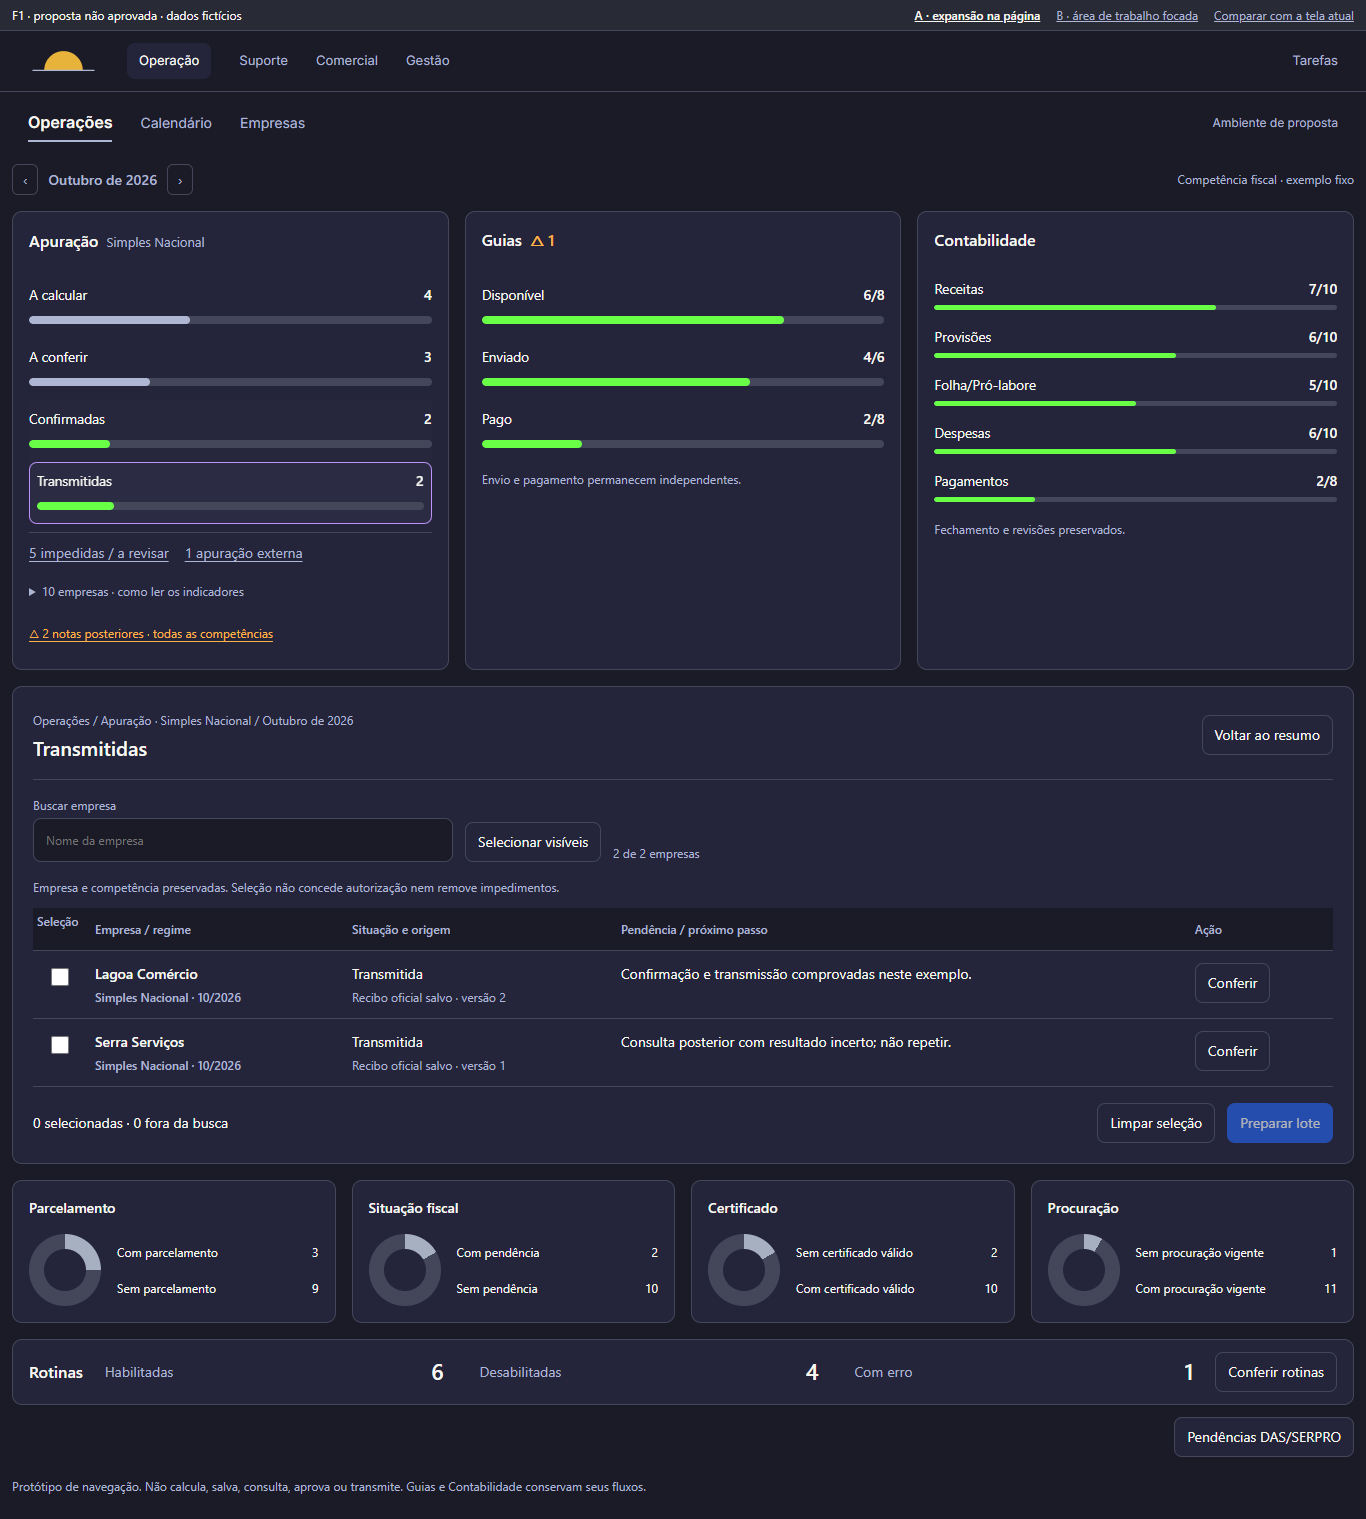 F1 · proposta não aprovada · dados fictícios
A · expansão na página
B · área de trabalho focada
Comparar com a tela atual
Operação
Suporte
Comercial
Gestão
Tarefas
Operações
Calendário
Empresas
Ambiente de proposta
‹ Outubro de 2026 ›
Competência fiscal · exemplo fixo
Apuração Simples Nacional
A calcular 4
A conferir 3
Confirmadas 2
Transmitidas 2
5 impedidas / a revisar
1 apuração externa
▶ 10 empresas · como ler os indicadores
△ 2 notas posteriores · todas as competências
Guias △ 1
Disponível 6/8
Enviado 4/6
Pago 2/8
Envio e pagamento permanecem independentes.
Contabilidade
Receitas 7/10
Provisões 6/10
Folha/Pró-labore 5/10
Despesas 6/10
Pagamentos 2/8
Fechamento e revisões preservados.
Operações / Apuração · Simples Nacional / Outubro de 2026
Transmitidas
Voltar ao resumo
Buscar empresa
Nome da empresa
Selecionar visíveis
2 de 2 empresas
Empresa e competência preservadas. Seleção não concede autorização nem remove impedimentos.
Seleção
Empresa / regime
Situação e origem
Pendência / próximo passo
Ação
Lagoa Comércio
Simples Nacional · 10/2026
Transmitida
Recibo oficial salvo · versão 2
Confirmação e transmissão comprovadas neste exemplo.
Conferir
Serra Serviços
Simples Nacional · 10/2026
Transmitida
Recibo oficial salvo · versão 1
Consulta posterior com resultado incerto; não repetir.
Conferir
0 selecionadas · 0 fora da busca
Limpar seleção
Preparar lote
Parcelamento
Com parcelamento 3
Sem parcelamento 9
Situação fiscal
Com pendência 2
Sem pendência 10
Certificado
Sem certificado válido 2
Com certificado válido 10
Procuração
Sem procuração vigente 1
Com procuração vigente 11
Rotinas
Habilitadas 6
Desabilitadas 4
Com erro 1
Conferir rotinas
Pendências DAS/SERPRO
Protótipo de navegação. Não calcula, salva, consulta, aprova ou transmite. Guias e Contabilidade conservam seus fluxos.